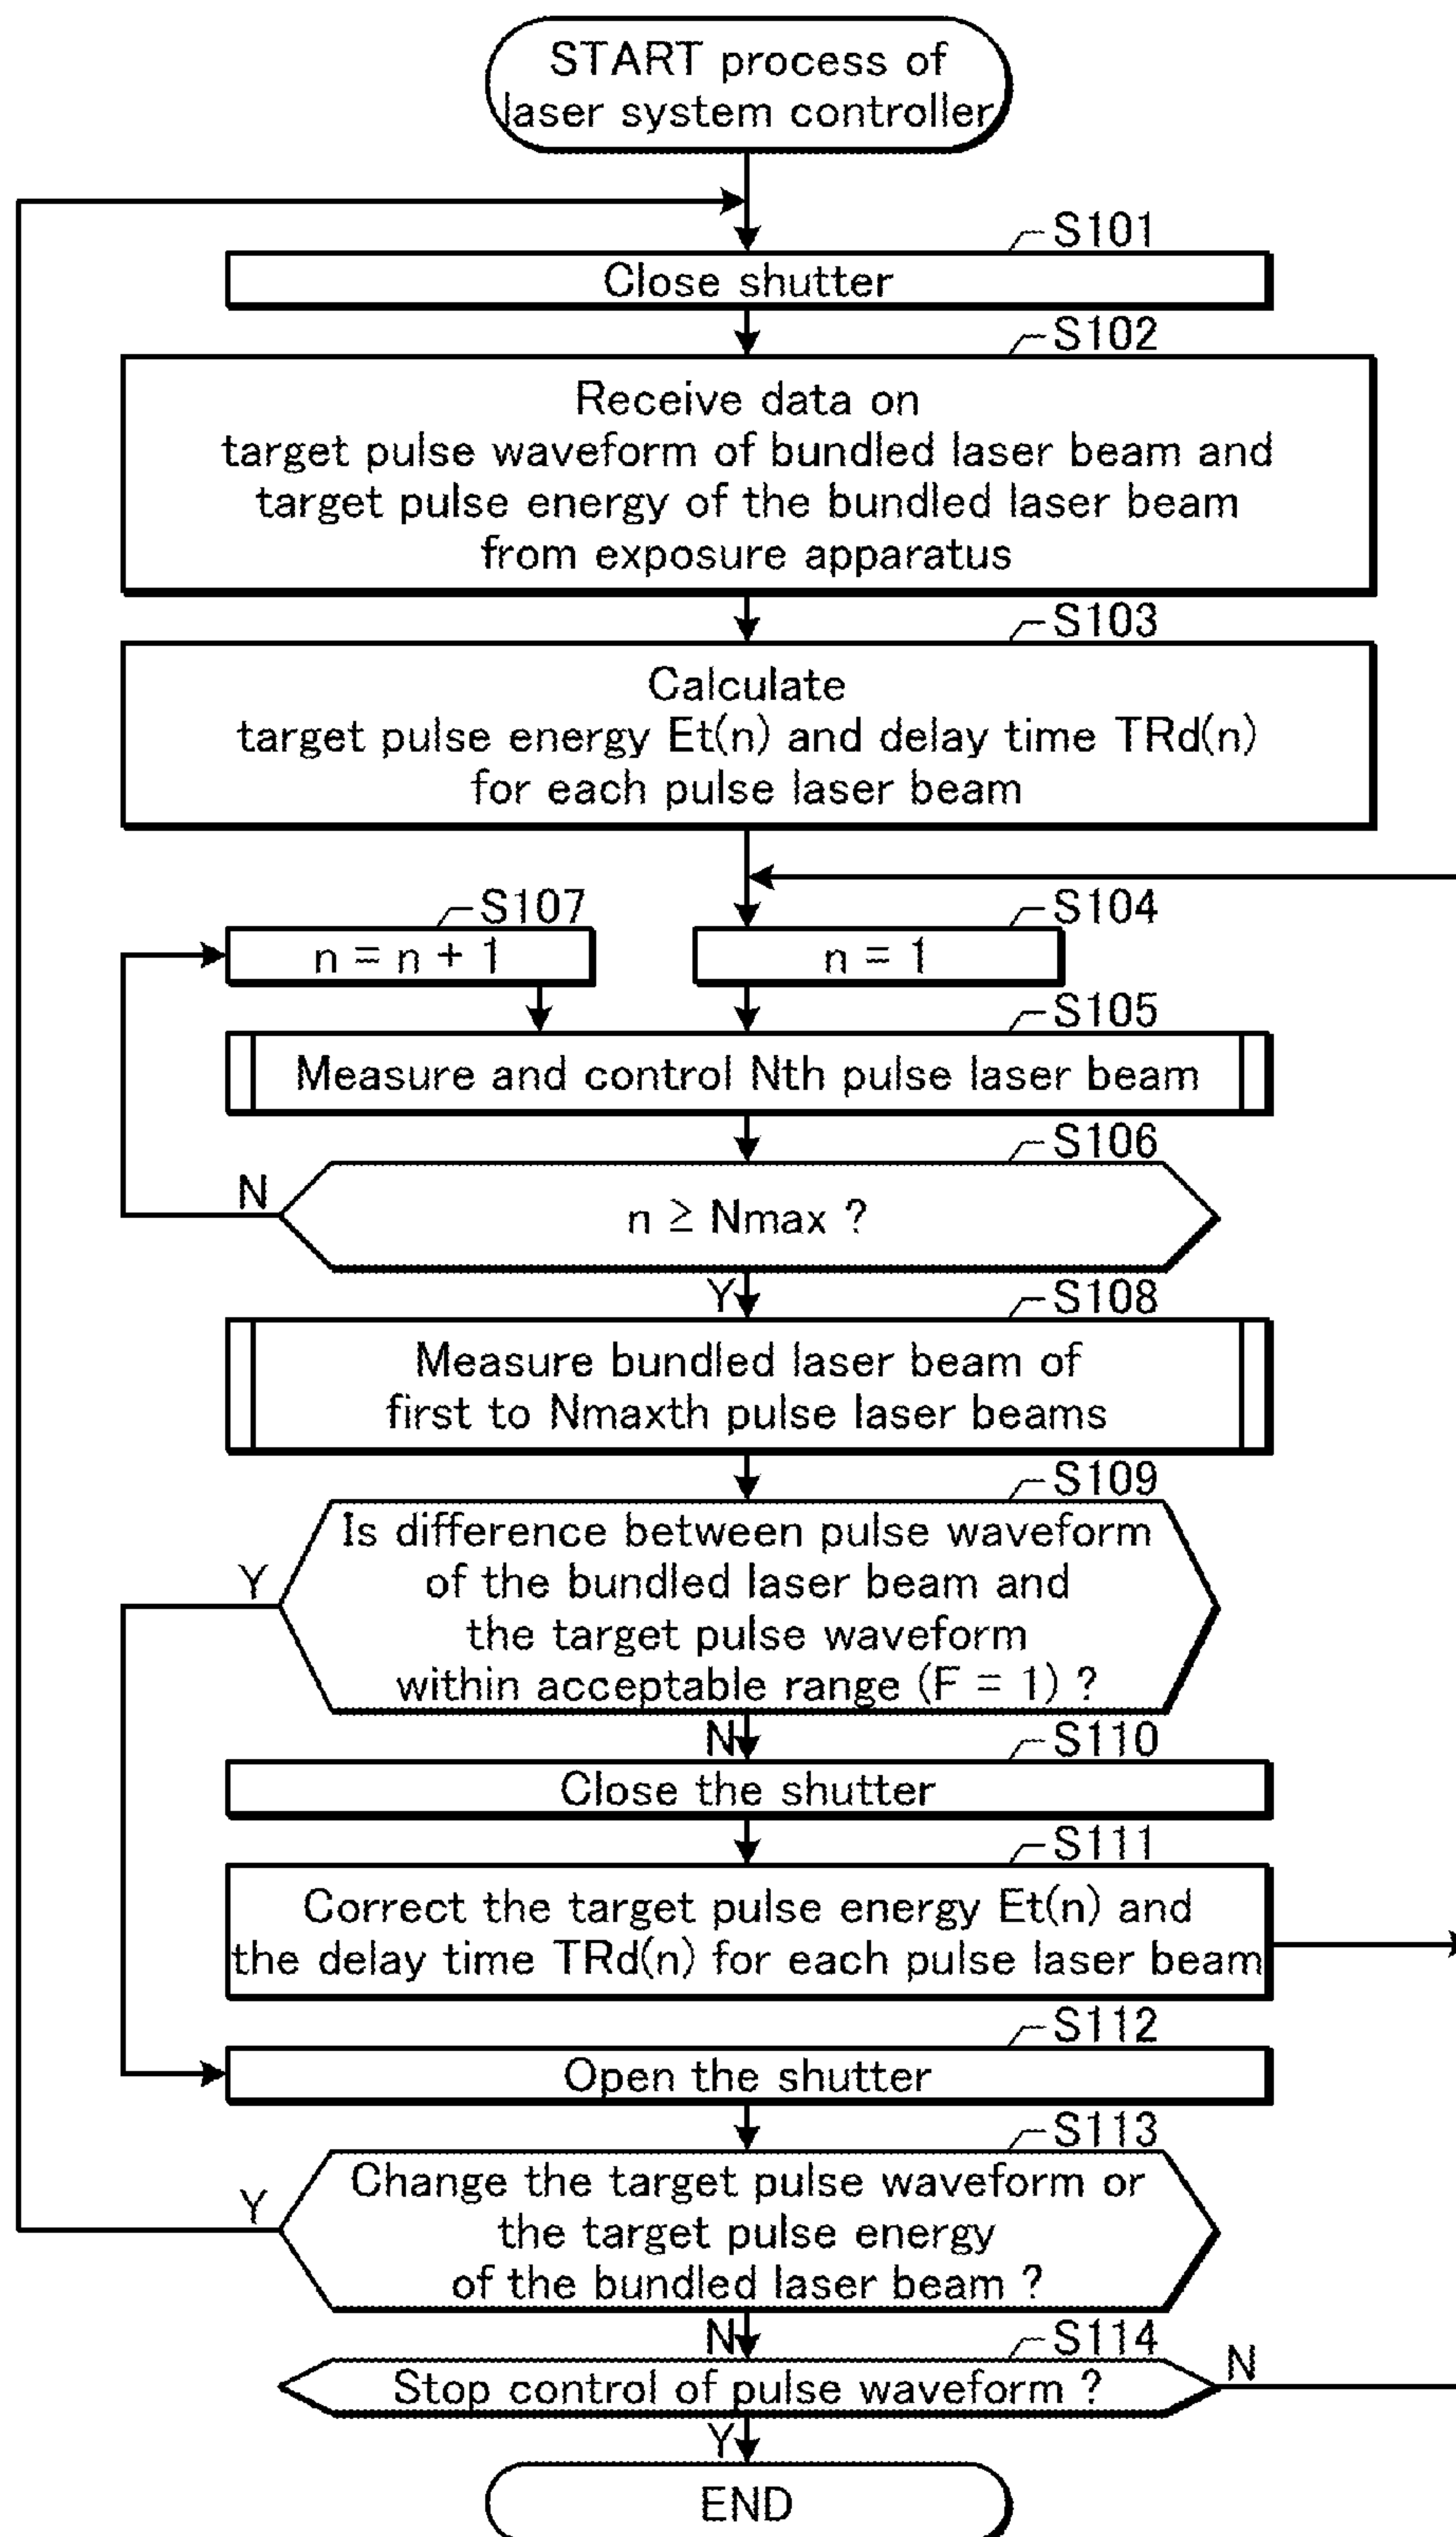 START process of
laser system controller
S101
Close shutter
S102
Receive data on
target pulse waveform of bundled laser beam and
target pulse energy of the bundled laser beam
from exposure apparatus
S103
Calculate
target pulse energy Et(n) and delay time TRd(n)
for each pulse laser beam
S107
S104
n = n + 1
n = 1
S105
Measure and control Nth pulse laser beam
S106
N
n ≥ Nmax ?
Y
S108
Measure bundled laser beam of
first to Nmaxth pulse laser beams
S109
Is difference between pulse waveform
Y
of the bundled laser beam and
the target pulse waveform
within acceptable range (F = 1) ?
N
S110
Close the shutter
S111
Correct the target pulse energy Et(n) and
the delay time TRd(n) for each pulse laser beam
S112
Open the shutter
S113
Change the target pulse waveform or
Y
the target pulse energy
of the bundled laser beam ?
N
S114
Stop control of pulse waveform ?
N
Y
END